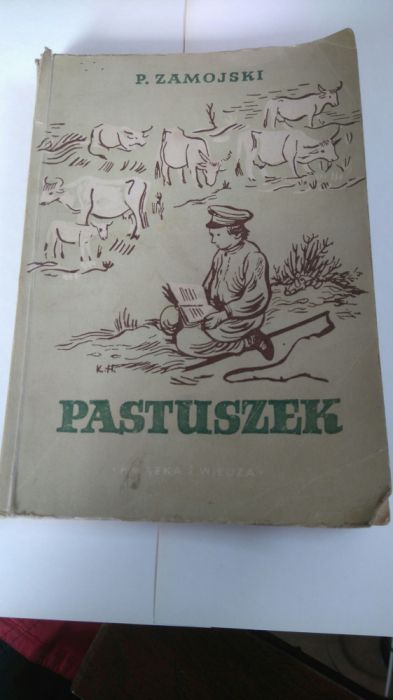 P. ZAMOJSKI
K.H.
PASTUSZEK
KSIĄŻKA I WIEDZA